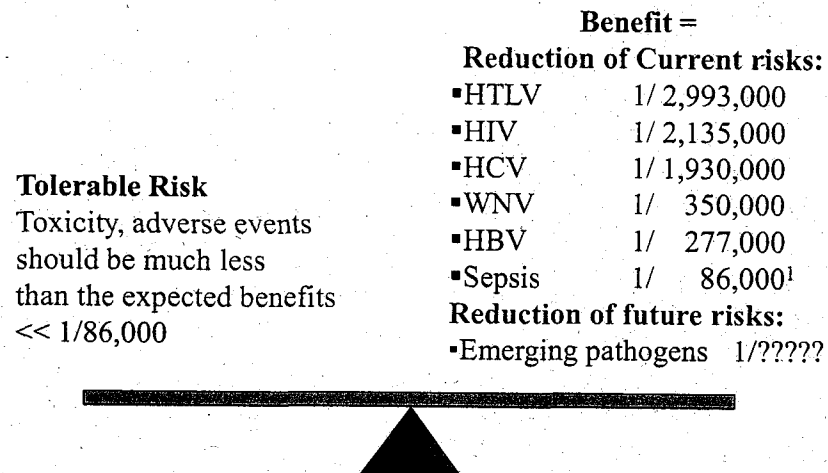 Tolerable Risk
Toxicity, adverse events
should be much less
than the expected benefits
<< 1/86,000
Benefit =
Reduction of Current risks:
▪HTLV 1/ 2,993,000
▪HIV 1/ 2,135,000
▪HCV 1/ 1,930,000
▪WNV 1/ 350,000
▪HBV 1/ 277,000
▪Sepsis 1/ 86,000¹
Reduction of future risks:
▪Emerging pathogens 1/?????